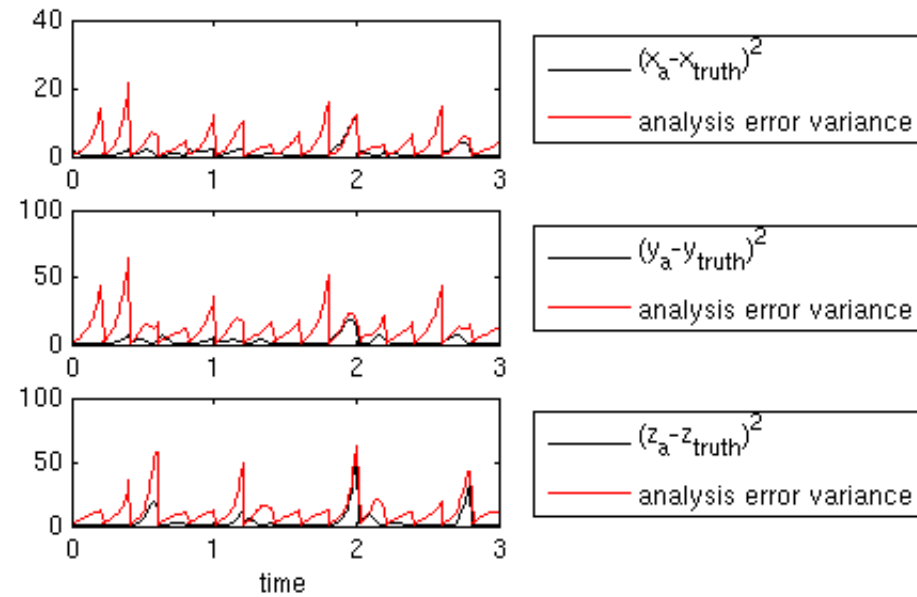 40
20
0
0 1 2 3
(x_a-x_truth)^2
analysis error variance
100
50
0
0 1 2 3
(y_a-y_truth)^2
analysis error variance
100
50
0
0 1 2 3
time
(z_a-z_truth)^2
analysis error variance